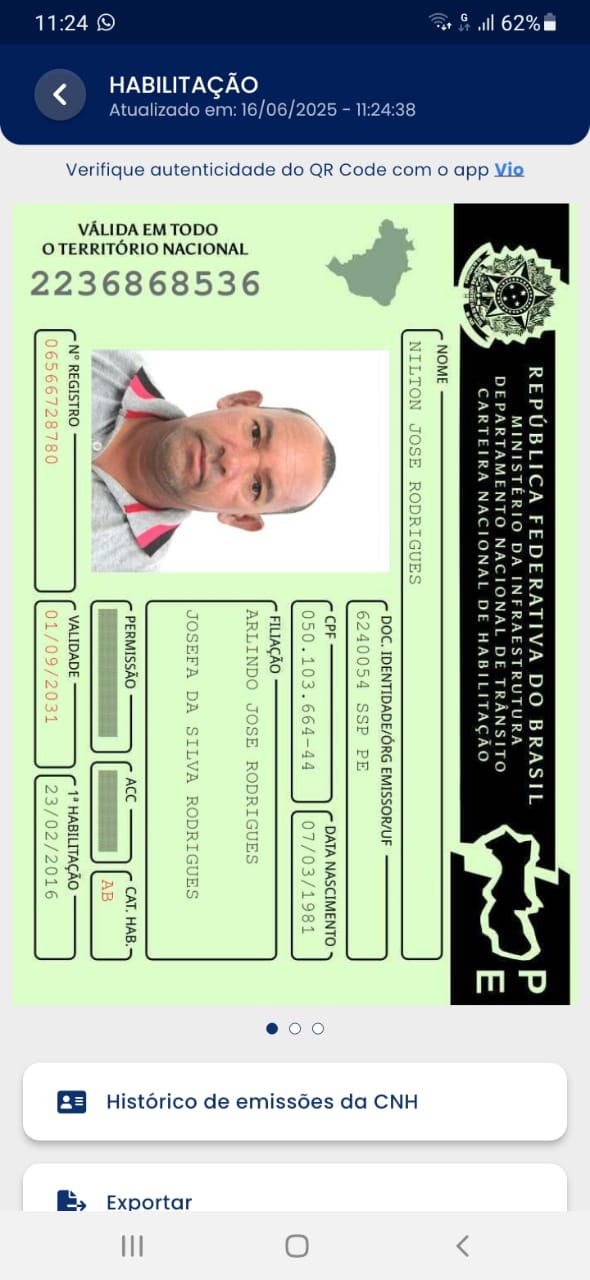 11:24
G
62%
HABILITAÇÃO
Atualizado em: 16/06/2025 - 11:24:38
Verifique autenticidade do QR Code com o app Vio
VÁLIDA EM TODO
O TERRITÓRIO NACIONAL
2236868536
REPÚBLICA FEDERATIVA DO BRASIL
MINISTÉRIO DA INFRAESTRUTURA
DEPARTAMENTO NACIONAL DE TRÂNSITO
CARTEIRA NACIONAL DE HABILITAÇÃO
PE
NOME
NILTON JOSE RODRIGUES
DOC. IDENTIDADE/ÓRG EMISSOR/UF
6240054 SSP PE
CPF
050.103.664-44
DATA NASCIMENTO
07/03/1981
FILIAÇÃO
ARLINDO JOSE RODRIGUES
JOSEFA DA SILVA RODRIGUES
PERMISSÃO
ACC
CAT. HAB.
AB
Nº REGISTRO
06566728780
VALIDADE
01/09/2031
1ª HABILITAÇÃO
23/02/2016
Histórico de emissões da CNH
Exportar